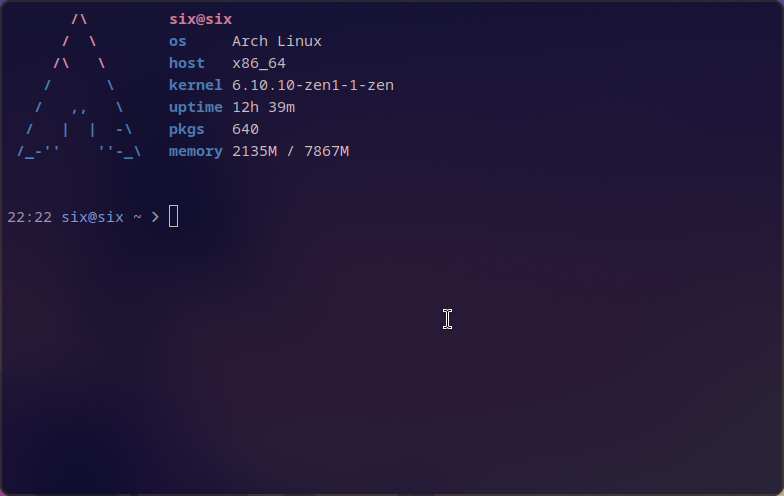 six@six
os Arch Linux
host x86_64
kernel 6.10.10-zen1-1-zen
uptime 12h 39m
pkgs 640
memory 2135M / 7867M
22:22 six@six ~ >